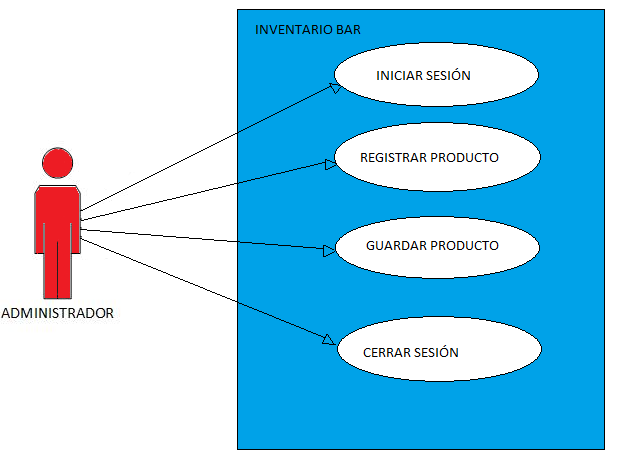 INVENTARIO BAR
INICIAR SESIÓN
REGISTRAR PRODUCTO
GUARDAR PRODUCTO
CERRAR SESIÓN
ADMINISTRADOR